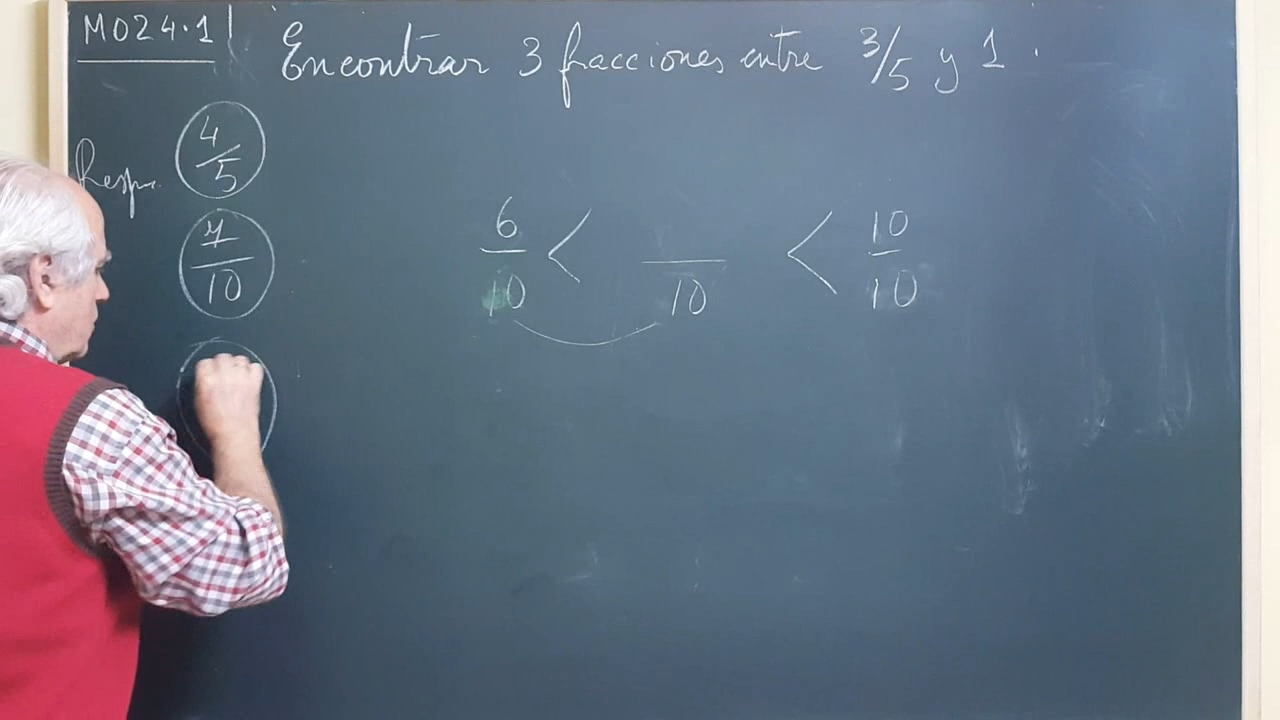 M024.1 Encontrar 3 fracciones entre 3/5 y 1.
Resp. 4/5
7/10
6/10 < /10 < 10/10